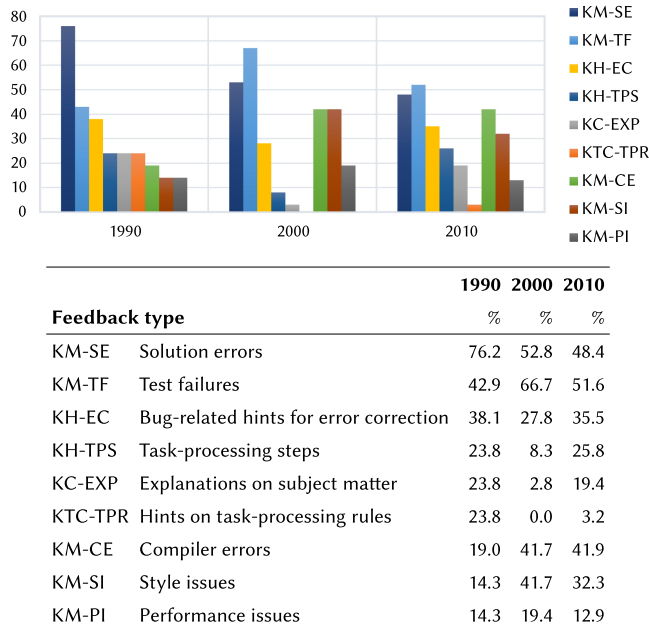 80
70
60
50
40
30
20
10
0
1990 2000 2010
KM-SE
KM-TF
KH-EC
KH-TPS
KC-EXP
KTC-TPR
KM-CE
KM-SI
KM-PI
1990 2000 2010
Feedback type % % %
KM-SE Solution errors 76.2 52.8 48.4
KM-TF Test failures 42.9 66.7 51.6
KH-EC Bug-related hints for error correction 38.1 27.8 35.5
KH-TPS Task-processing steps 23.8 8.3 25.8
KC-EXP Explanations on subject matter 23.8 2.8 19.4
KTC-TPR Hints on task-processing rules 23.8 0.0 3.2
KM-CE Compiler errors 19.0 41.7 41.9
KM-SI Style issues 14.3 41.7 32.3
KM-PI Performance issues 14.3 19.4 12.9